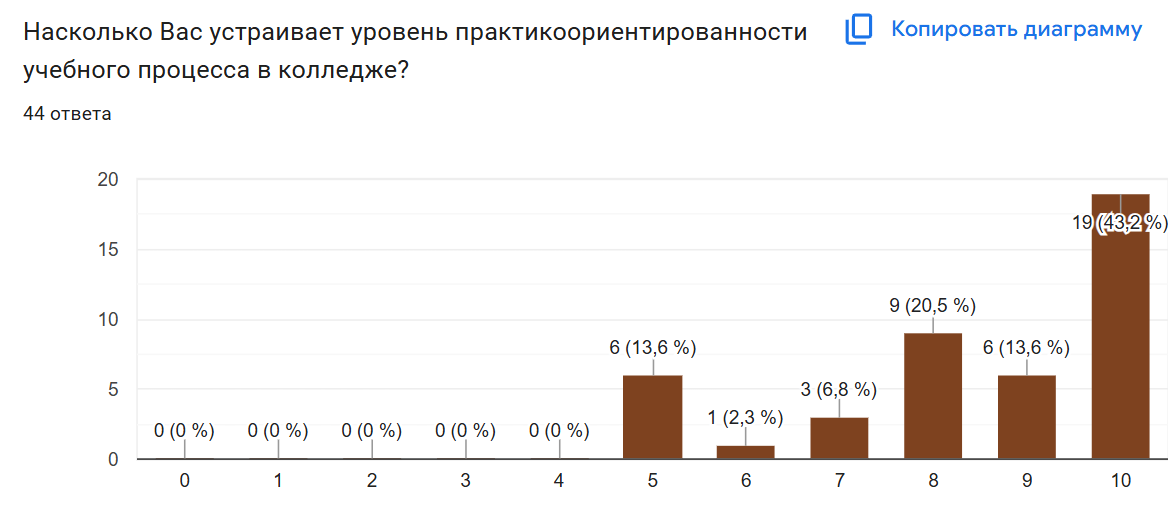 Насколько Вас устраивает уровень практикоориентированности
учебного процесса в колледже?
Копировать диаграмму
44 ответа
20
15
10
5
0
0 (0 %)
0 (0 %)
0 (0 %)
0 (0 %)
0 (0 %)
6 (13,6 %)
1 (2,3 %)
3 (6,8 %)
9 (20,5 %)
6 (13,6 %)
19 (43,2 %)
0 1 2 3 4 5 6 7 8 9 10